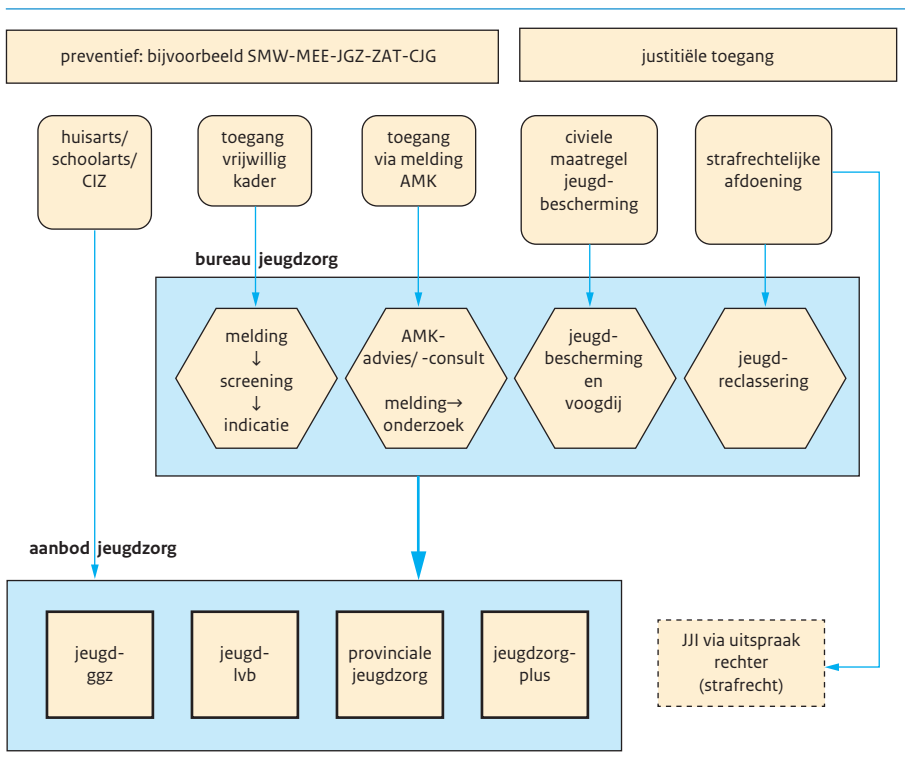 preventief: bijvoorbeeld SMW-MEE-JGZ-ZAT-CJG
justitiële toegang
huisarts/
schoolarts/
CIZ
toegang
vrijwillig
kader
toegang
via melding
AMK
civiele
maatregel
jeugd-
bescherming
strafrechtelijke
afdoening
bureau jeugdzorg
melding
↓
screening
↓
indicatie
AMK-
advies/ -consult
melding→
onderzoek
jeugd-
bescherming
en
voogdij
jeugd-
reclassering
aanbod jeugdzorg
jeugd-
ggz
jeugd-
lvb
provinciale
jeugdzorg
jeugdzorg-
plus
JJI via uitspraak
rechter
(strafrecht)